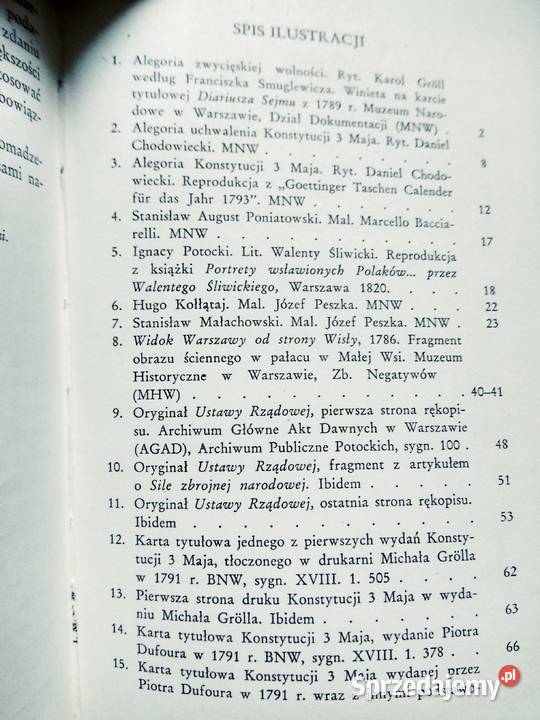 poda-
zdaniu
ększości
tosować
bowiąz-
omadze-
sami na-
si.
SPIS ILUSTRACJI
1. Alegoria zwycięskiej wolności. Ryt. Karol Gröll
według Franciszka Smuglewicza. Winieta na karcie
tytułowej Diariusza Sejmu z 1789 r. Muzeum Naro-
dowe w Warszawie, Dział Dokumentacji (MNW) . 2
2. Alegoria uchwalenia Konstytucji 3 Maja. Ryt. Daniel
Chodowiecki. MNW . . . . . . . . 8
3. Alegoria Konstytucji 3 Maja. Ryt. Daniel Chodo-
wiecki. Reprodukcja z „Goettinger Taschen Calender
für das Jahr 1793”. MNW . . . . . . 12
4. Stanisław August Poniatowski. Mal. Marcello Baccia-
relli. MNW . . . . . . . . . 17
5. Ignacy Potocki. Lit. Walenty Śliwicki. Reprodukcja
z książki Portrety wsławionych Polaków... przez
Walentego Śliwickiego, Warszawa 1820. . . . 18
6. Hugo Kołłątaj. Mal. Józef Peszka. MNW . . 22
7. Stanisław Małachowski. Mal. Józef Peszka. MNW . 23
8. Widok Warszawy od strony Wisły, 1786. Fragment
obrazu ściennego w pałacu w Małej Wsi. Muzeum
Historyczne w Warszawie, Zb. Negatywów
(MHW) . . . . . . . . 40–41
9. Oryginał Ustawy Rządowej, pierwsza strona rękopi-
su. Archiwum Główne Akt Dawnych w Warszawie
(AGAD), Archiwum Publiczne Potockich, sygn. 100 . 48
10. Oryginał Ustawy Rządowej, fragment z artykułem
o Sile zbrojnej narodowej. Ibidem . . . . 51
11. Oryginał Ustawy Rządowej, ostatnia strona rękopisu.
Ibidem . . . . . . . . . 53
12. Karta tytułowa jednego z pierwszych wydań Konsty-
tucji 3 Maja, tłoczonego w drukarni Michała Grölla
w 1791 r. BNW, sygn. XVIII. 1. 505 . . . . 62
13. Pierwsza strona druku Konstytucji 3 Maja w wyda-
niu Michała Grölla. Ibidem . . . . . 63
14. Karta tytułowa Konstytucji 3 Maja, wydanie Piotra
Dufoura w 1791 r. BNW, sygn. XVIII. 1. 378 . . 66
15. Karta tytułowa Konstytucji 3 Maja wydanej przez
Piotra Dufoura w 1791 r. wraz z innymi
Sprzedajemy.pl